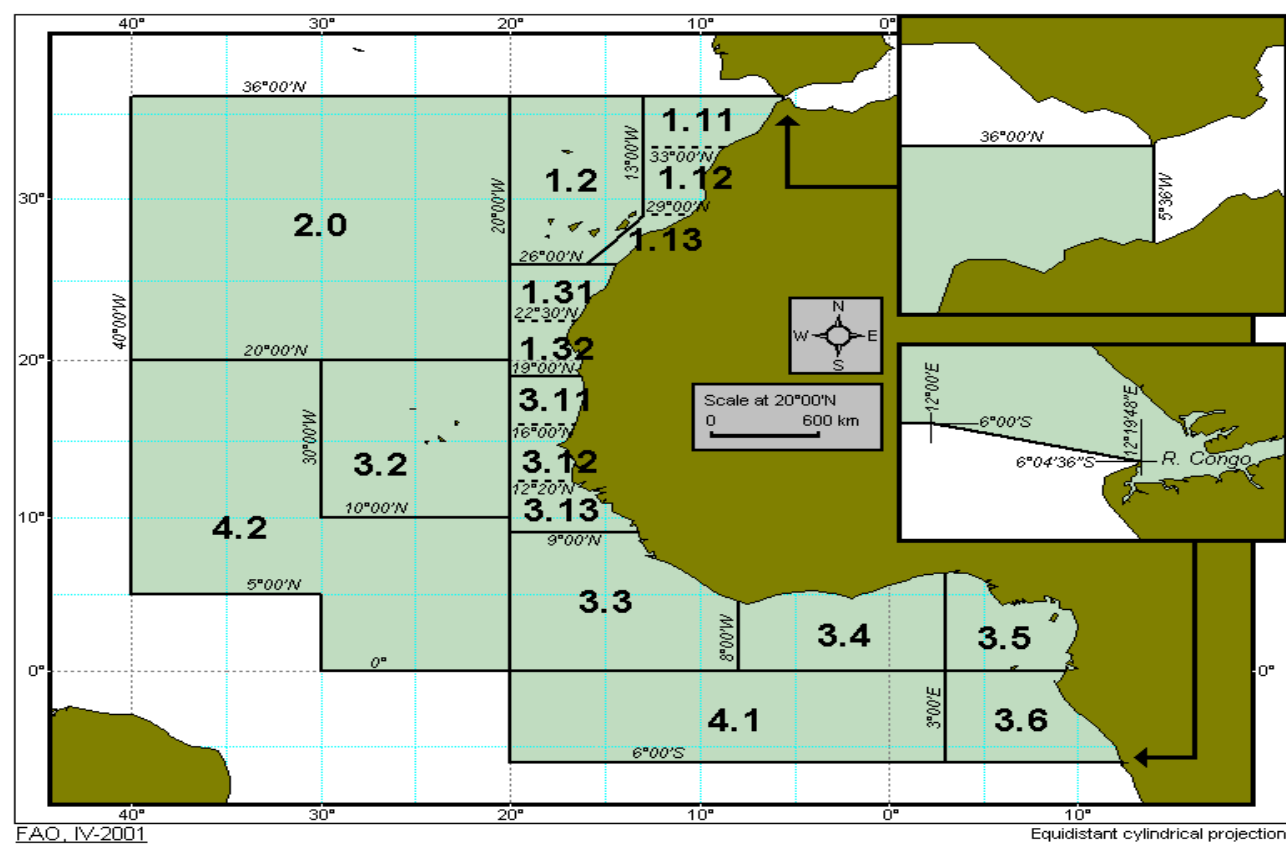 40° 30° 20° 10° 0°
36°00'N
1.11
36°00'N
33°00'N
13°00'W
1.2
1.12
5°36'W
30°
29°00'N
20°00'W
2.0
1.13
26°00'N
1.31
22°30'N
N
40°00'W
1.32
W E
S
20°
20°00'N
19°00'N
3.11
Scale at 20°00'N
0 600 km
12°00'E
12°19'48"E
6°00'S
16°00'N
30°00'W
3.2
3.12
6°04'36"S
R. Congo
12°20'N
10°00'N
3.13
10°
4.2
9°00'N
5°00'N
3.3
8°00'W
3.4
3.5
0°
0°
0°
3°00'E
4.1
3.6
6°00'S
40° 30° 20° 10° 0° 10°
FAO, IV-2001
Equidistant cylindrical projection